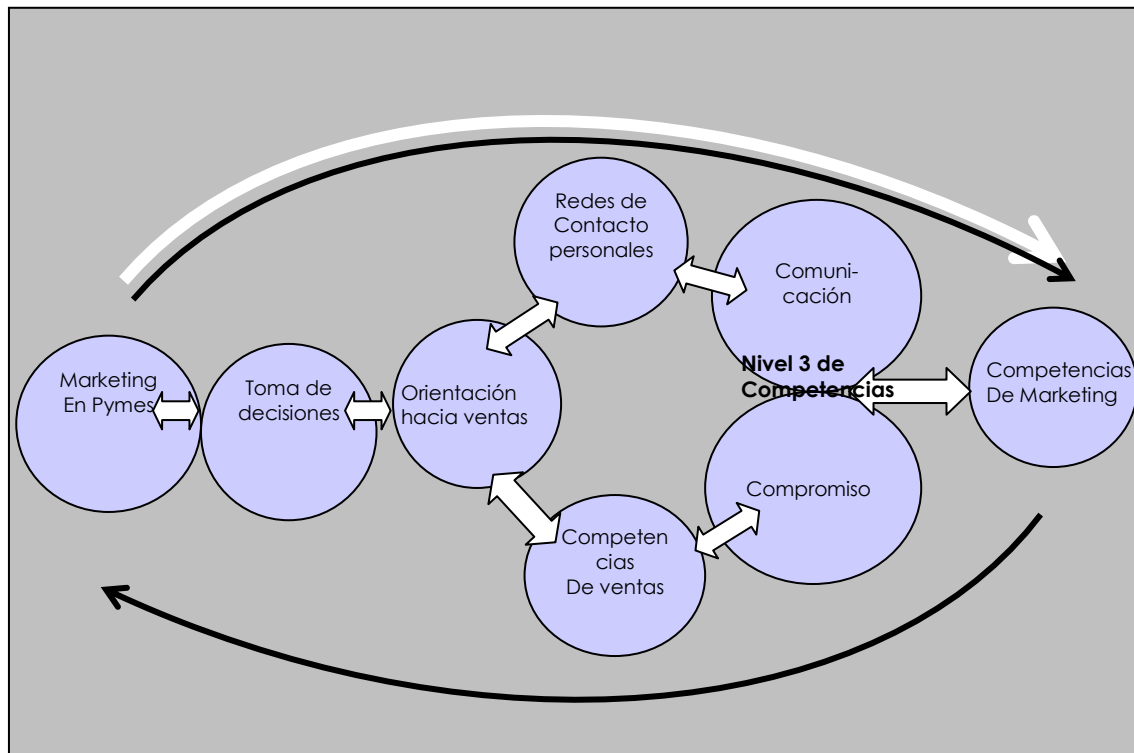 Redes de
Contacto
personales
Comuni-
cación
Nivel 3 de
Competencias
Marketing
En Pymes
Toma de
decisiones
Orientación
hacia ventas
Competencias
De Marketing
Compromiso
Competen
cias
De ventas